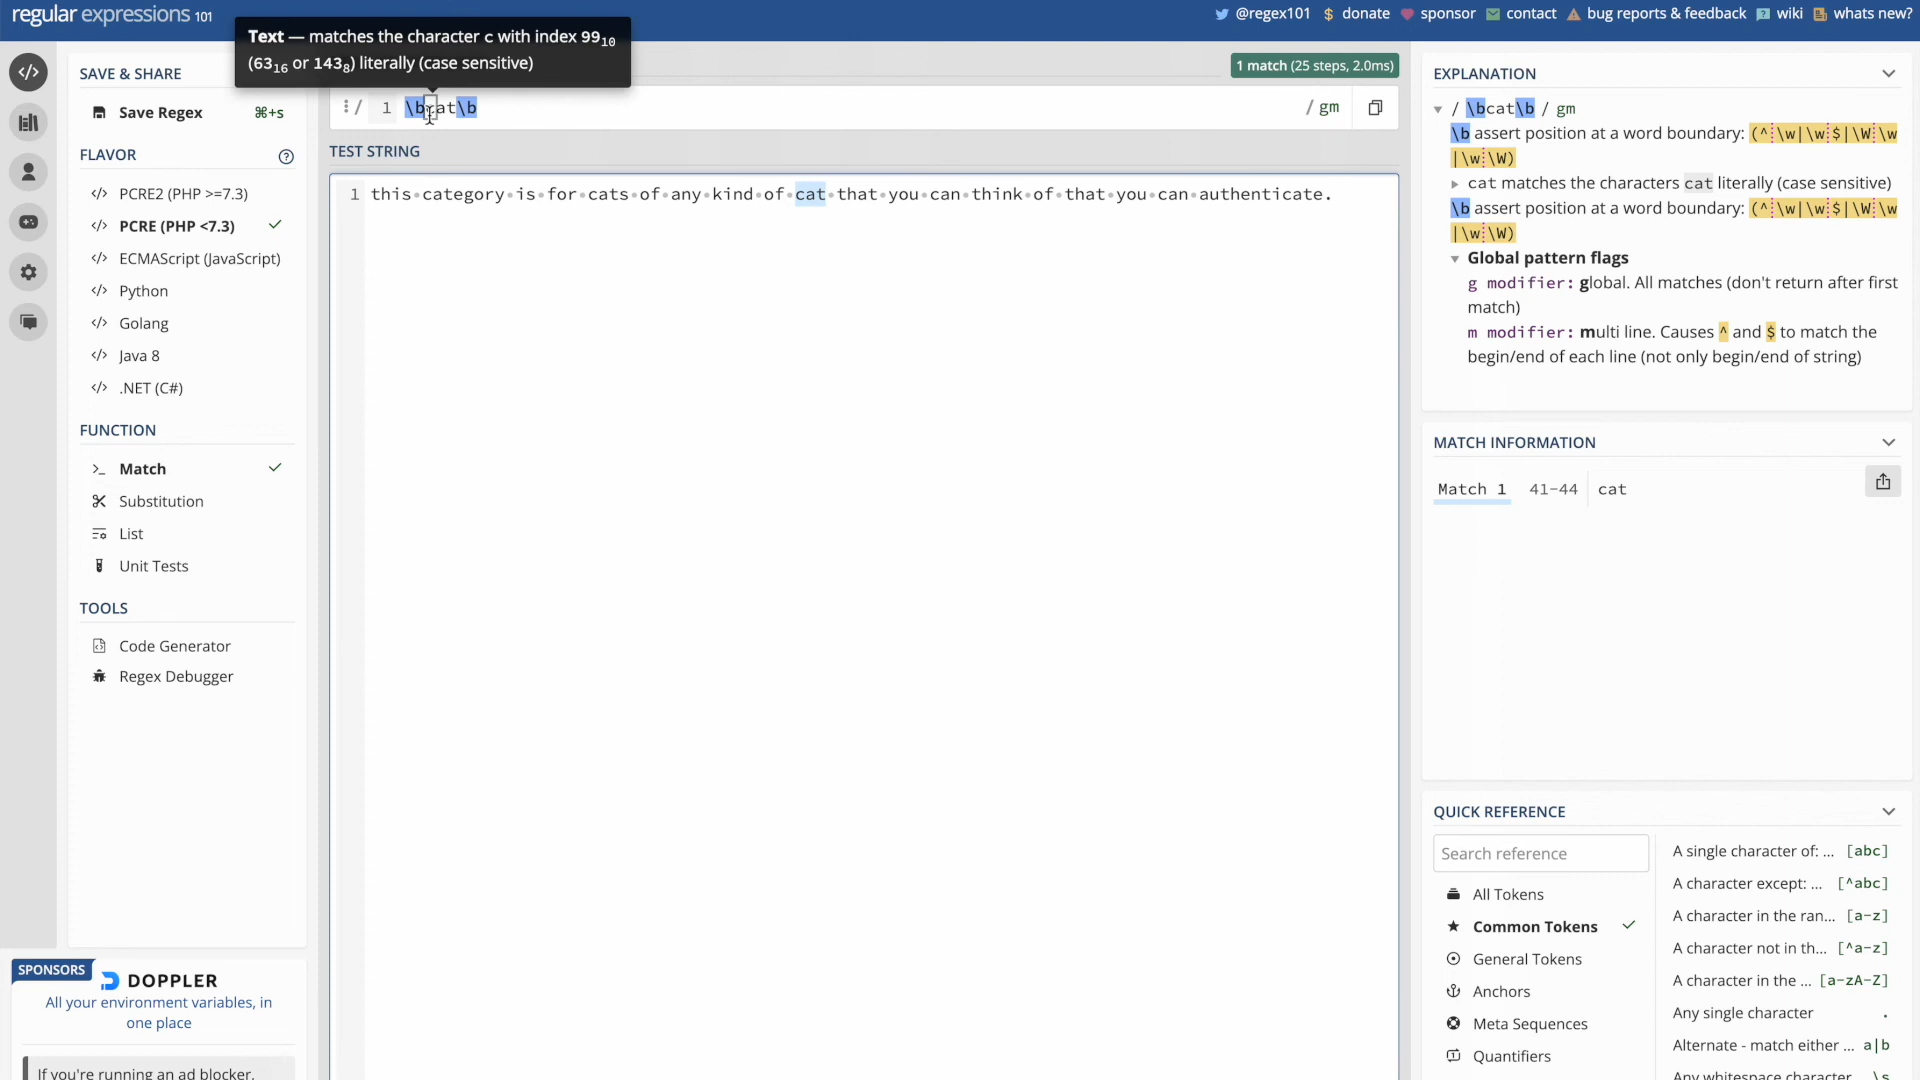 regular expressions 101
@regex101 $ donate sponsor contact bug reports & feedback wiki whats new?
Text — matches the character c with index 99₁₀
(63₁₆ or 143₈) literally (case sensitive)
SAVE & SHARE
Save Regex ⌘+s
FLAVOR
</> PCRE2 (PHP >=7.3)
</> PCRE (PHP <7.3)
</> ECMAScript (JavaScript)
</> Python
</> Golang
</> Java 8
</> .NET (C#)
FUNCTION
>_ Match
Substitution
List
Unit Tests
TOOLS
Code Generator
Regex Debugger
SPONSORS
DOPPLER
All your environment variables, in
one place
If you're running an ad blocker,
1 match (25 steps, 2.0ms)
/ 1 \bcat\b / gm
TEST STRING
1 this·category·is·for·cats·of·any·kind·of·cat·that·you·can·think·of·that·you·can·authenticate.
EXPLANATION
/ \bcat\b / gm
\b assert position at a word boundary: (^|\w|\w|$|\W|\w
|\w|\W)
cat matches the characters cat literally (case sensitive)
\b assert position at a word boundary: (^|\w|\w|$|\W|\w
|\w|\W)
Global pattern flags
g modifier: global. All matches (don't return after first
match)
m modifier: multi line. Causes ^ and $ to match the
begin/end of each line (not only begin/end of string)
MATCH INFORMATION
Match 1 41-44 cat
QUICK REFERENCE
Search reference
All Tokens
Common Tokens
General Tokens
Anchors
Meta Sequences
Quantifiers
A single character of: ... [abc]
A character except: ... [^abc]
A character in the ran... [a-z]
A character not in th... [^a-z]
A character in the ... [a-zA-Z]
Any single character .
Alternate - match either ... a|b
Any whitespace character \s